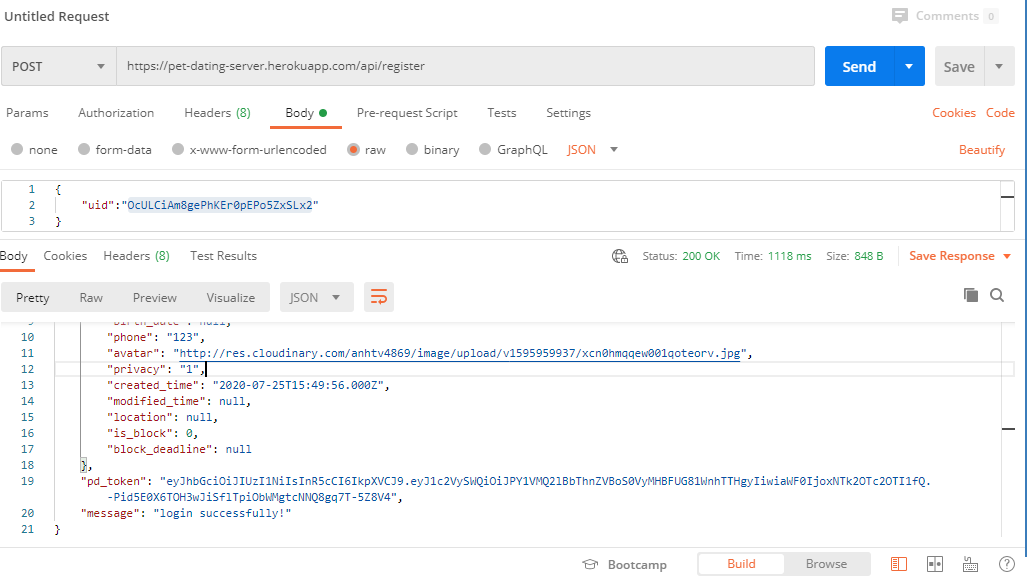 Untitled Request
Comments 0
POST https://pet-dating-server.herokuapp.com/api/register Send Save
Params Authorization Headers (8) Body Pre-request Script Tests Settings Cookies Code
none form-data x-www-form-urlencoded raw binary GraphQL JSON Beautify
1 {
2 "uid":"OcULCiAm8gePhKEr0pEPo5ZxSLx2"
3 }
Body Cookies Headers (8) Test Results Status: 200 OK Time: 1118 ms Size: 848 B Save Response
Pretty Raw Preview Visualize JSON
9 "birth_date": null,
10 "phone": "123",
11 "avatar": "http://res.cloudinary.com/anhtv4869/image/upload/v1595959937/xcn0hmqqew001qoteorv.jpg",
12 "privacy": "1",
13 "created_time": "2020-07-25T15:49:56.000Z",
14 "modified_time": null,
15 "location": null,
16 "is_block": 0,
17 "block_deadline": null
18 },
19 "pd_token": "eyJhbGciOiJIUzI1NiIsInR5cCI6IkpXVCJ9.eyJ1c2VySWQiOiJPY1VMQ2lBbThnZVBoS0VyMHBFUG81WnhTTHgyIiwiaWF0IjoxNTk2OTc2OTI1fQ.
-Pid5E0X6TOH3wJiSflTpiObWMgtcNNQ8gq7T-5Z8V4",
20 "message": "login successfully!"
21 }
Bootcamp Build Browse